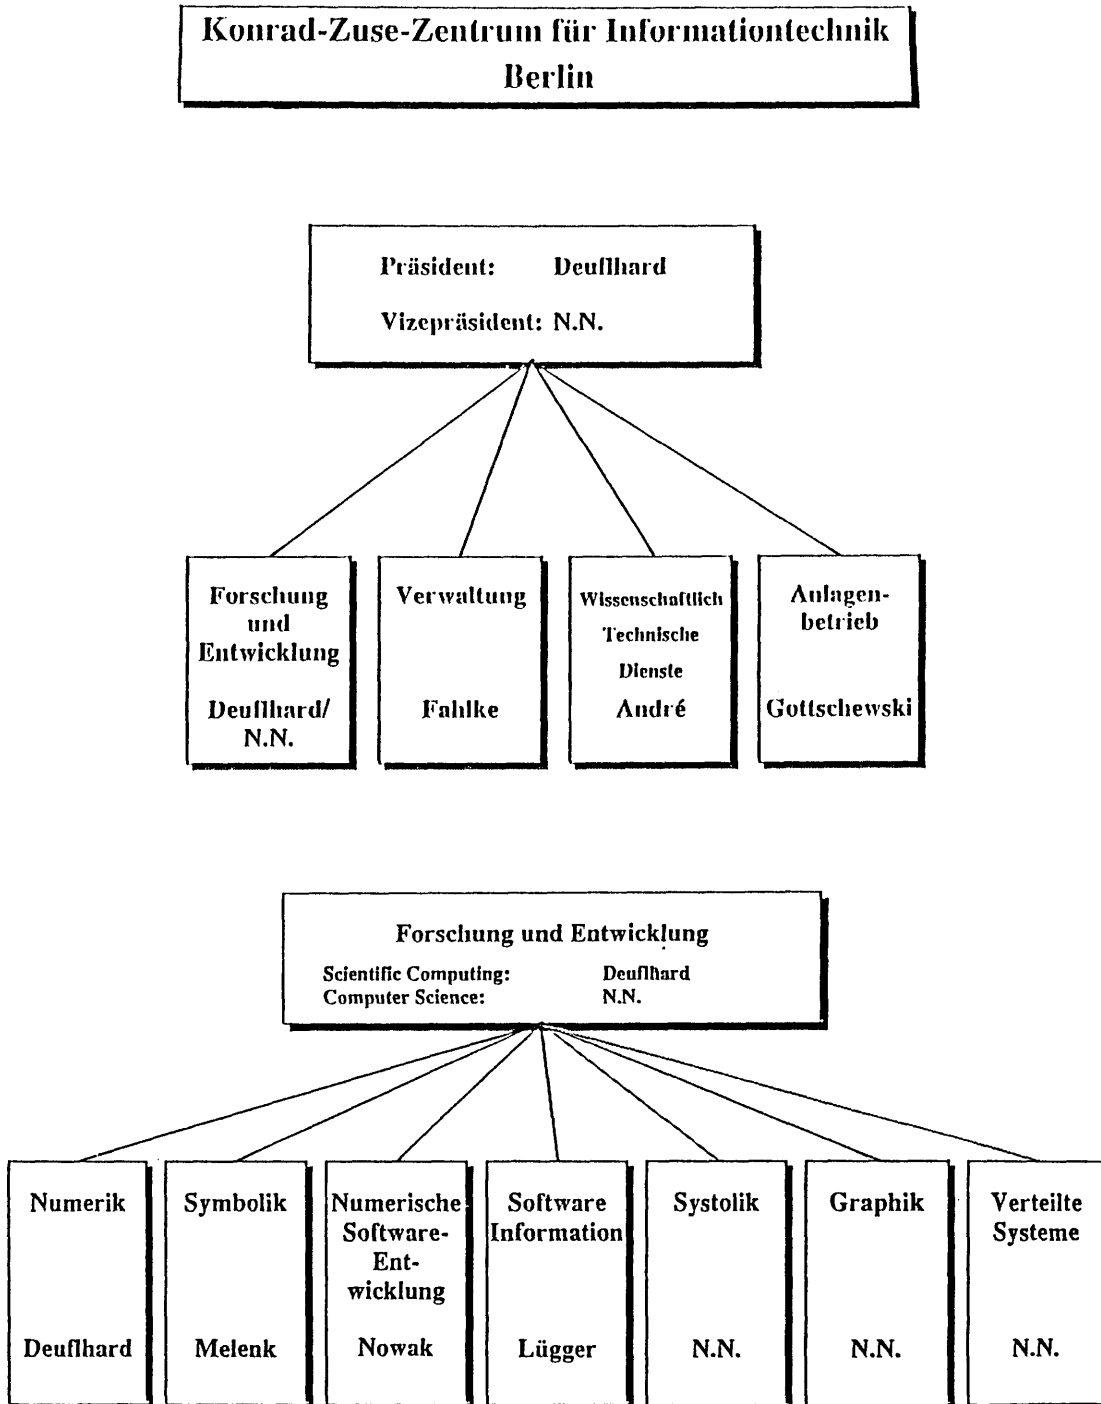 Konrad-Zuse-Zentrum für Informationtechnik
Berlin
Präsident: Deuflhard
Vizepräsident: N.N.
Forschung
und
Entwicklung
Deuflhard/
N.N.
Verwaltung
Fahlke
Wissenschaftlich
Technische
Dienste
André
Anlagen-
betrieb
Gottschewski
Forschung und Entwicklung
Scientific Computing: Deuflhard
Computer Science: N.N.
Numerik
Deuflhard
Symbolik
Melenk
Numerische
Software-
Ent-
wicklung
Nowak
Software
Information
Lügger
Systolik
N.N.
Graphik
N.N.
Verteilte
Systeme
N.N.